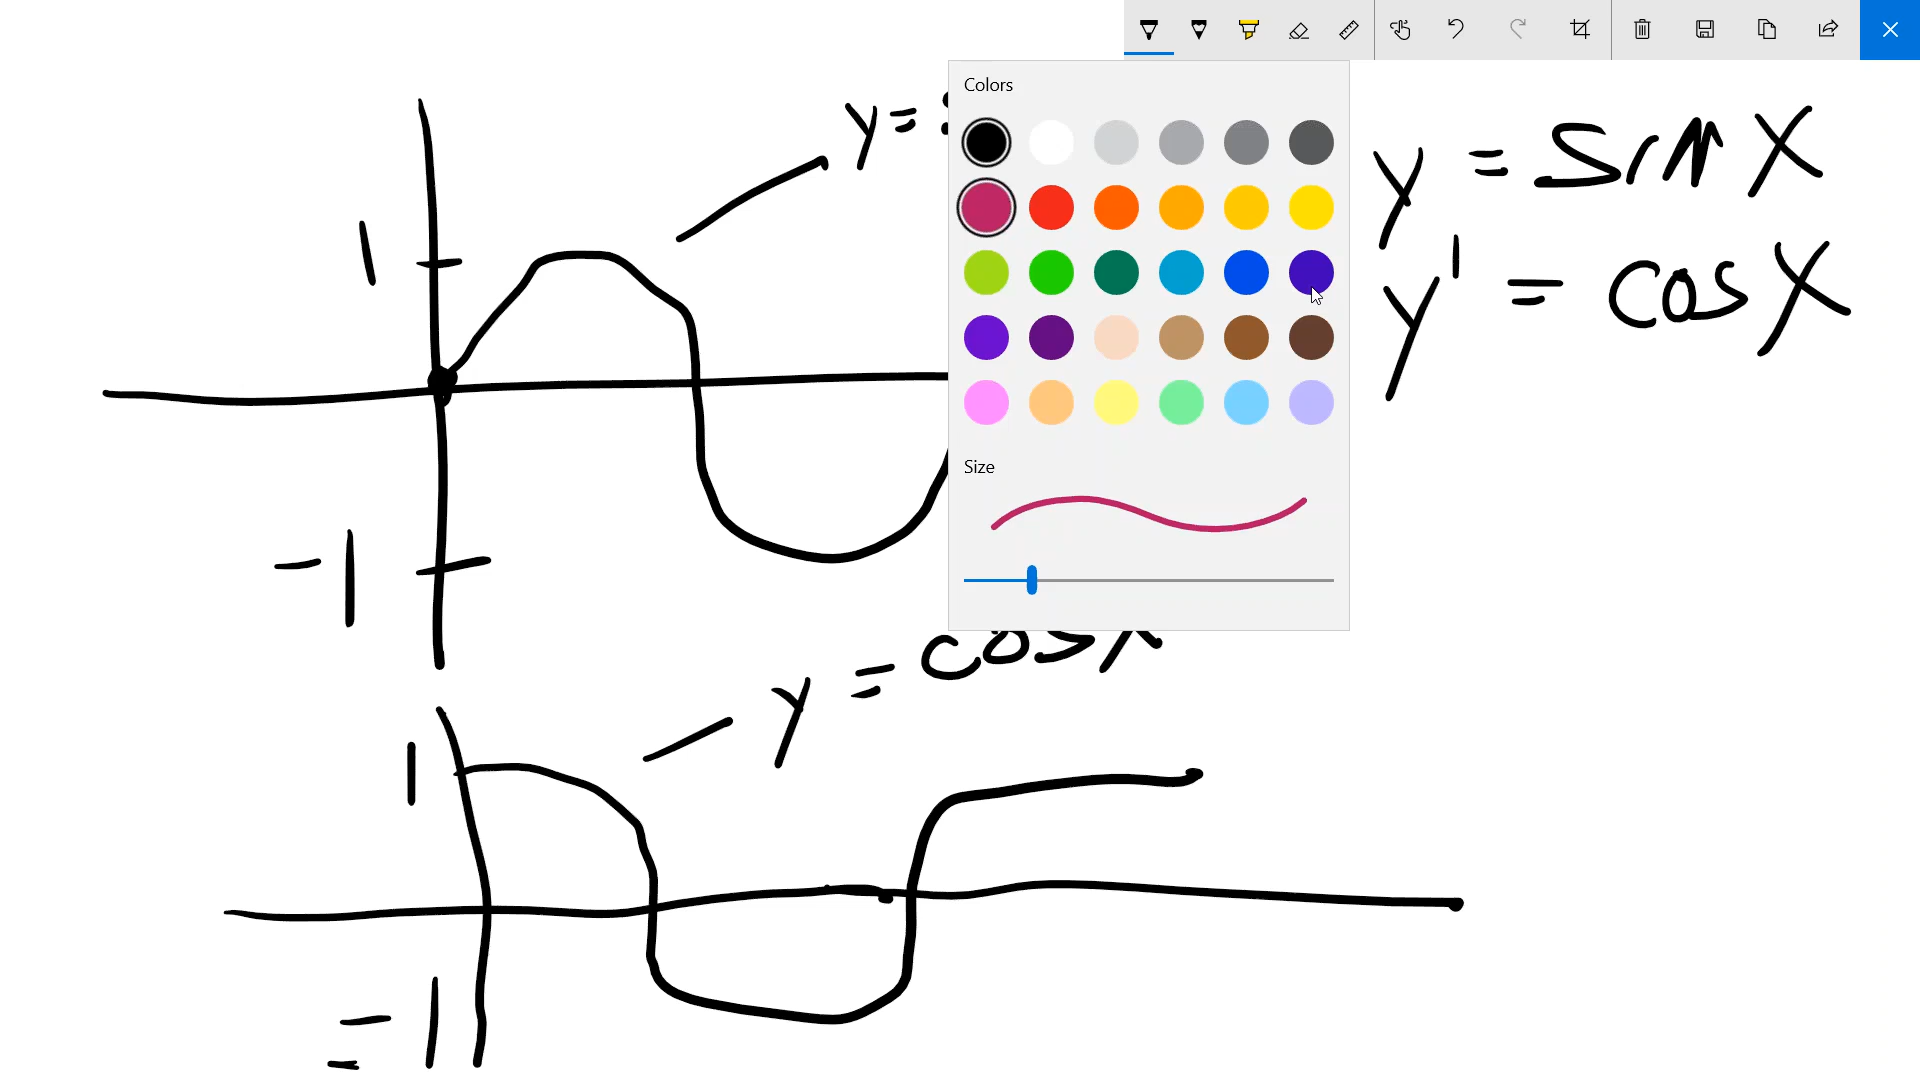 y =
Colors
y = sin x
1
y' = cos x
Size
-1
y = cos x
1
-1
=